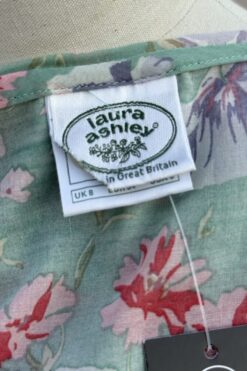 laura
ashley
in Great Britain
UK 8